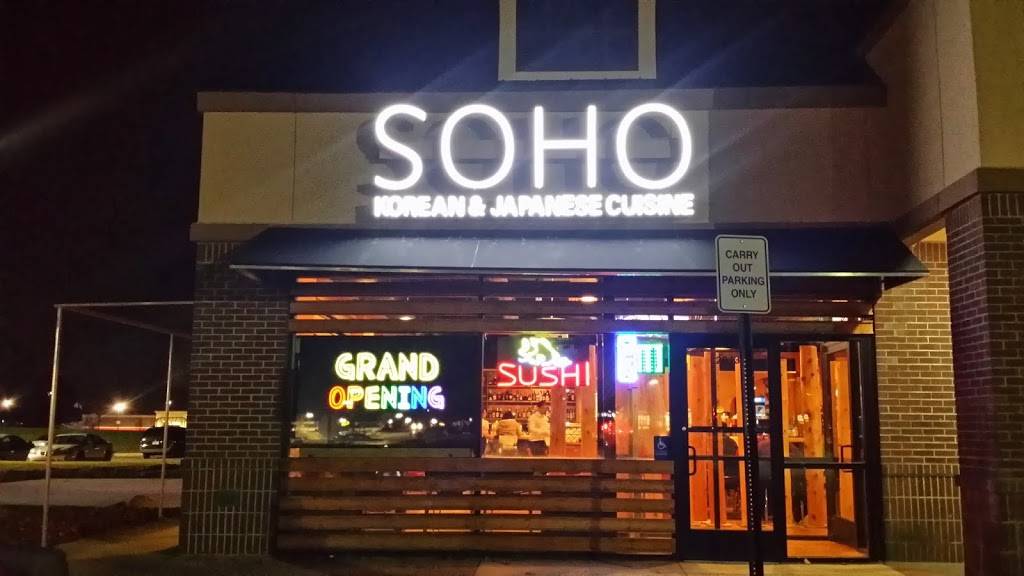 SOHO
KOREAN & JAPANESE CUISINE
CARRY
OUT
PARKING
ONLY
GRAND
OPENING
SUSHI